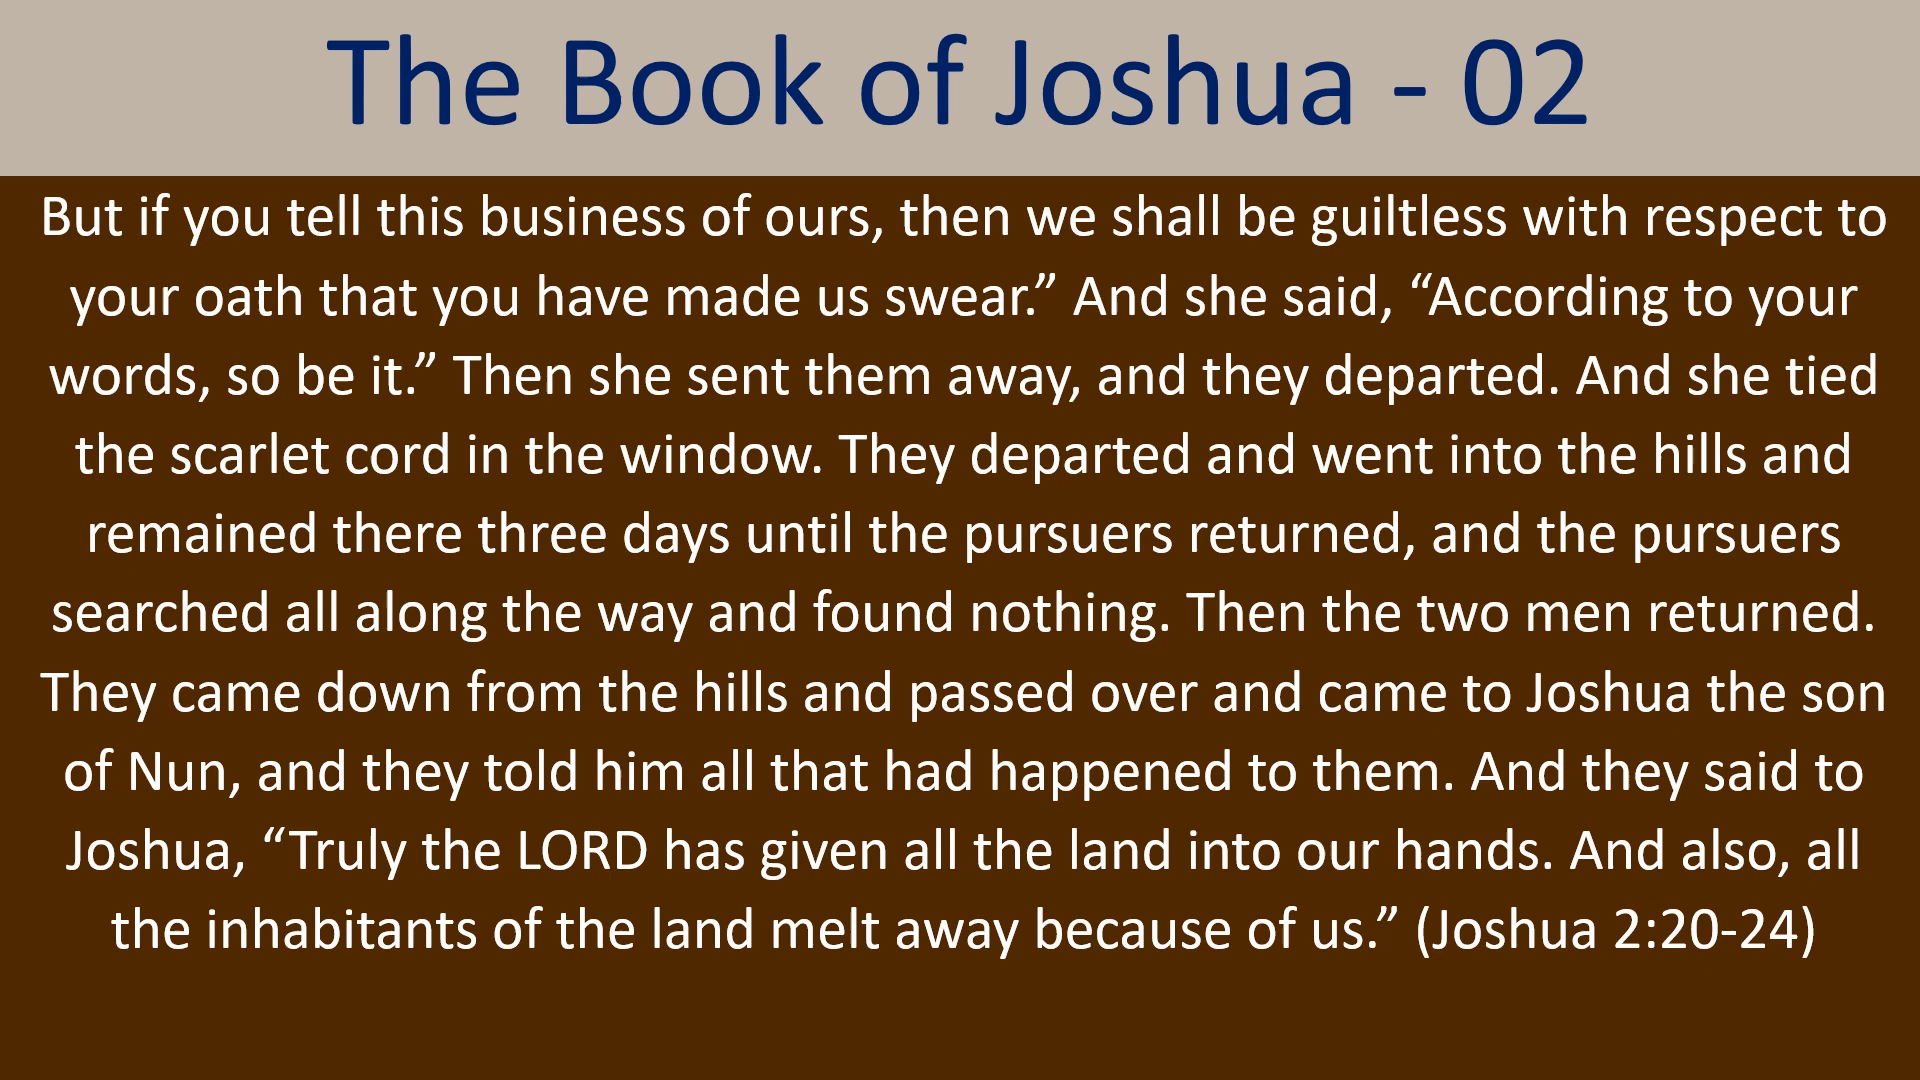 The Book of Joshua - 02
But if you tell this business of ours, then we shall be guiltless with respect to
your oath that you have made us swear.” And she said, “According to your
words, so be it.” Then she sent them away, and they departed. And she tied
the scarlet cord in the window. They departed and went into the hills and
remained there three days until the pursuers returned, and the pursuers
searched all along the way and found nothing. Then the two men returned.
They came down from the hills and passed over and came to Joshua the son
of Nun, and they told him all that had happened to them. And they said to
Joshua, “Truly the LORD has given all the land into our hands. And also, all
the inhabitants of the land melt away because of us.” (Joshua 2:20-24)